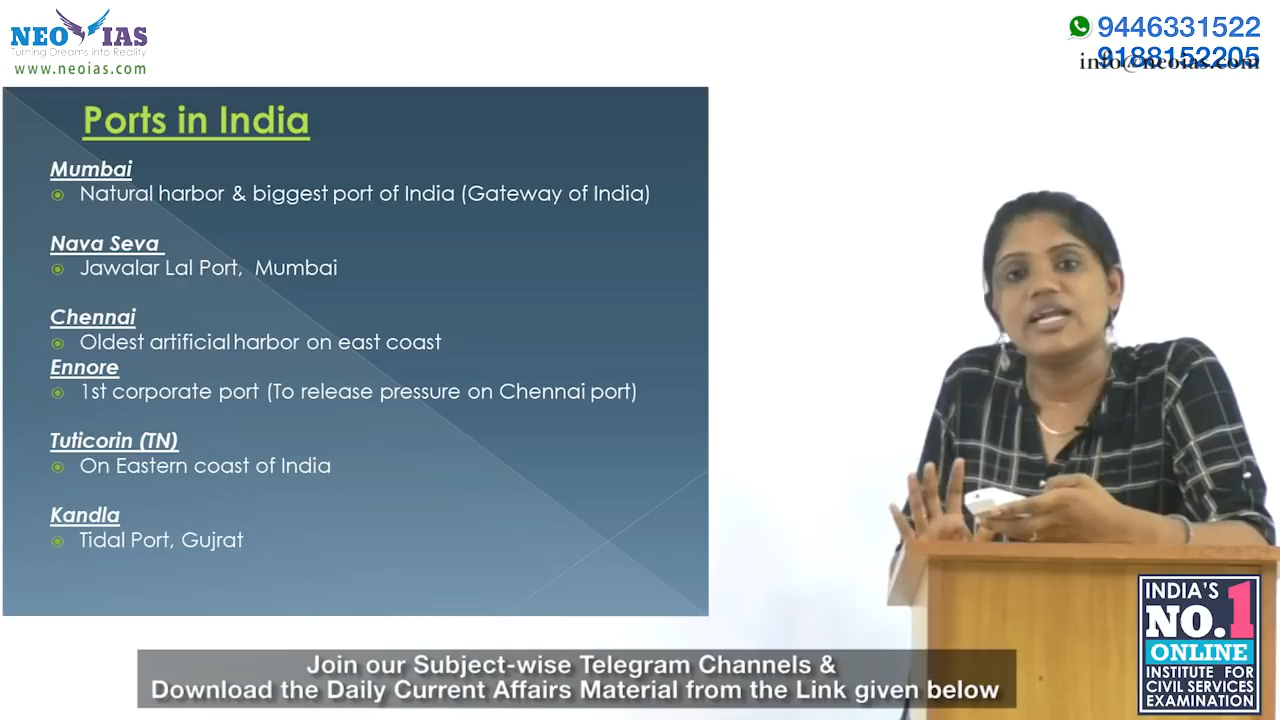 NEO IAS
Turning Dreams Into Reality
www.neoias.com
9446331522
9188152205
info@neoias.com
Ports in India
Mumbai
Natural harbor & biggest port of India (Gateway of India)
Nava Seva
Jawalar Lal Port, Mumbai
Chennai
Oldest artificial harbor on east coast
Ennore
1st corporate port (To release pressure on Chennai port)
Tuticorin (TN)
On Eastern coast of India
Kandla
Tidal Port, Gujrat
INDIA'S
NO.1
ONLINE
INSTITUTE FOR
CIVIL SERVICES
EXAMINATION
Join our Subject-wise Telegram Channels &
Download the Daily Current Affairs Material from the Link given below